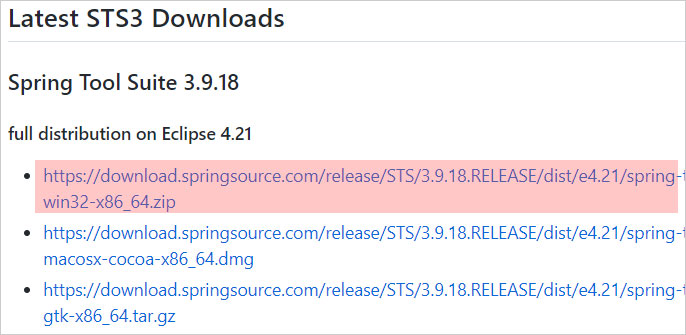 Latest STS3 Downloads
Spring Tool Suite 3.9.18
full distribution on Eclipse 4.21
https://download.springsource.com/release/STS/3.9.18.RELEASE/dist/e4.21/spring-t
win32-x86_64.zip
https://download.springsource.com/release/STS/3.9.18.RELEASE/dist/e4.21/spring-t
macosx-cocoa-x86_64.dmg
https://download.springsource.com/release/STS/3.9.18.RELEASE/dist/e4.21/spring-t
gtk-x86_64.tar.gz